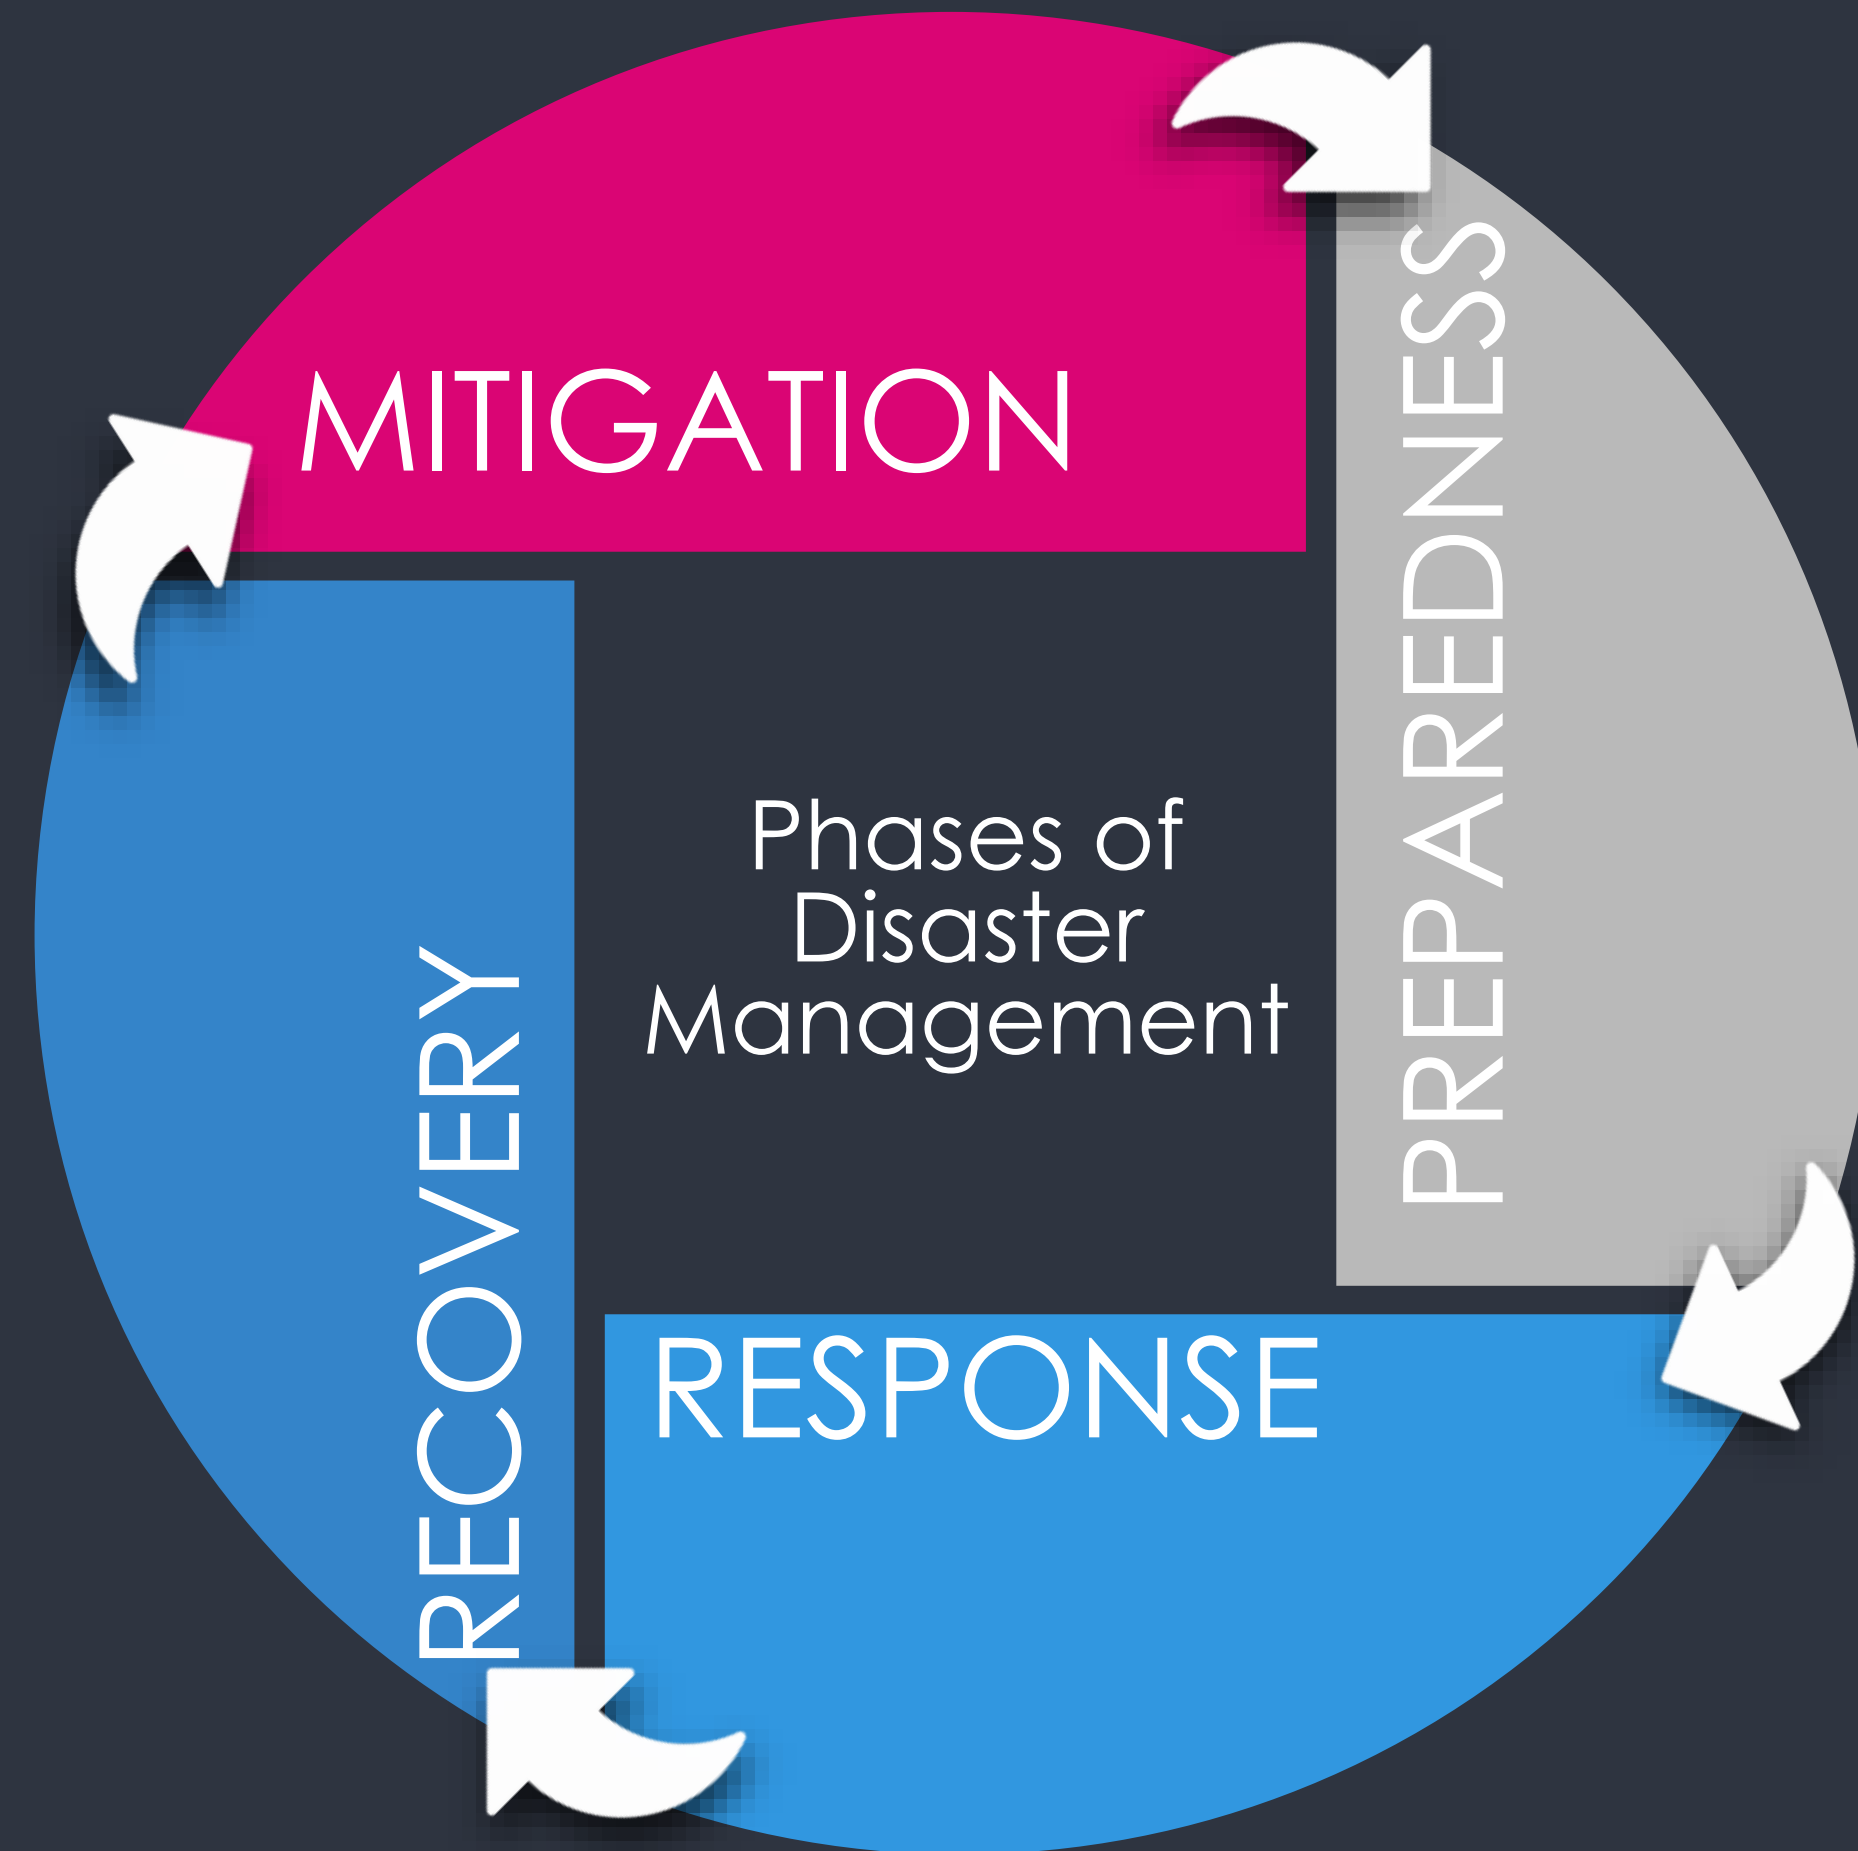 MITIGATION
PREPAREDNESS
Phases of
Disaster
Management
RECOVERY
RESPONSE